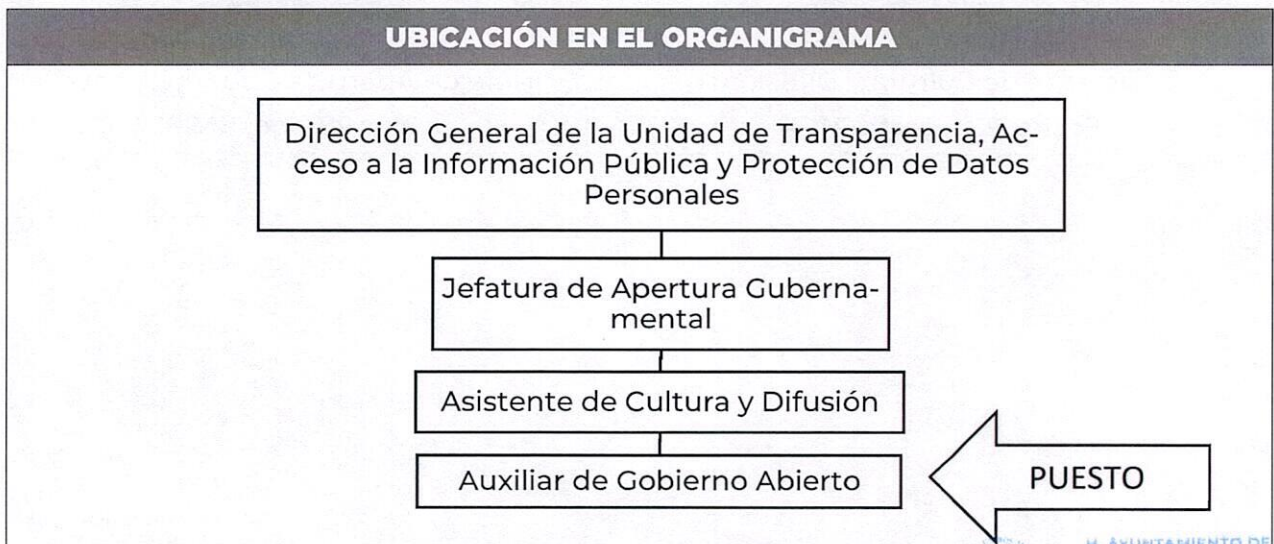 UBICACIÓN EN EL ORGANIGRAMA
Dirección General de la Unidad de Transparencia, Ac-
ceso a la Información Pública y Protección de Datos
Personales
Jefatura de Apertura Guberna-
mental
Asistente de Cultura y Difusión
Auxiliar de Gobierno Abierto
PUESTO
H. AYUNTAMIENTO DE